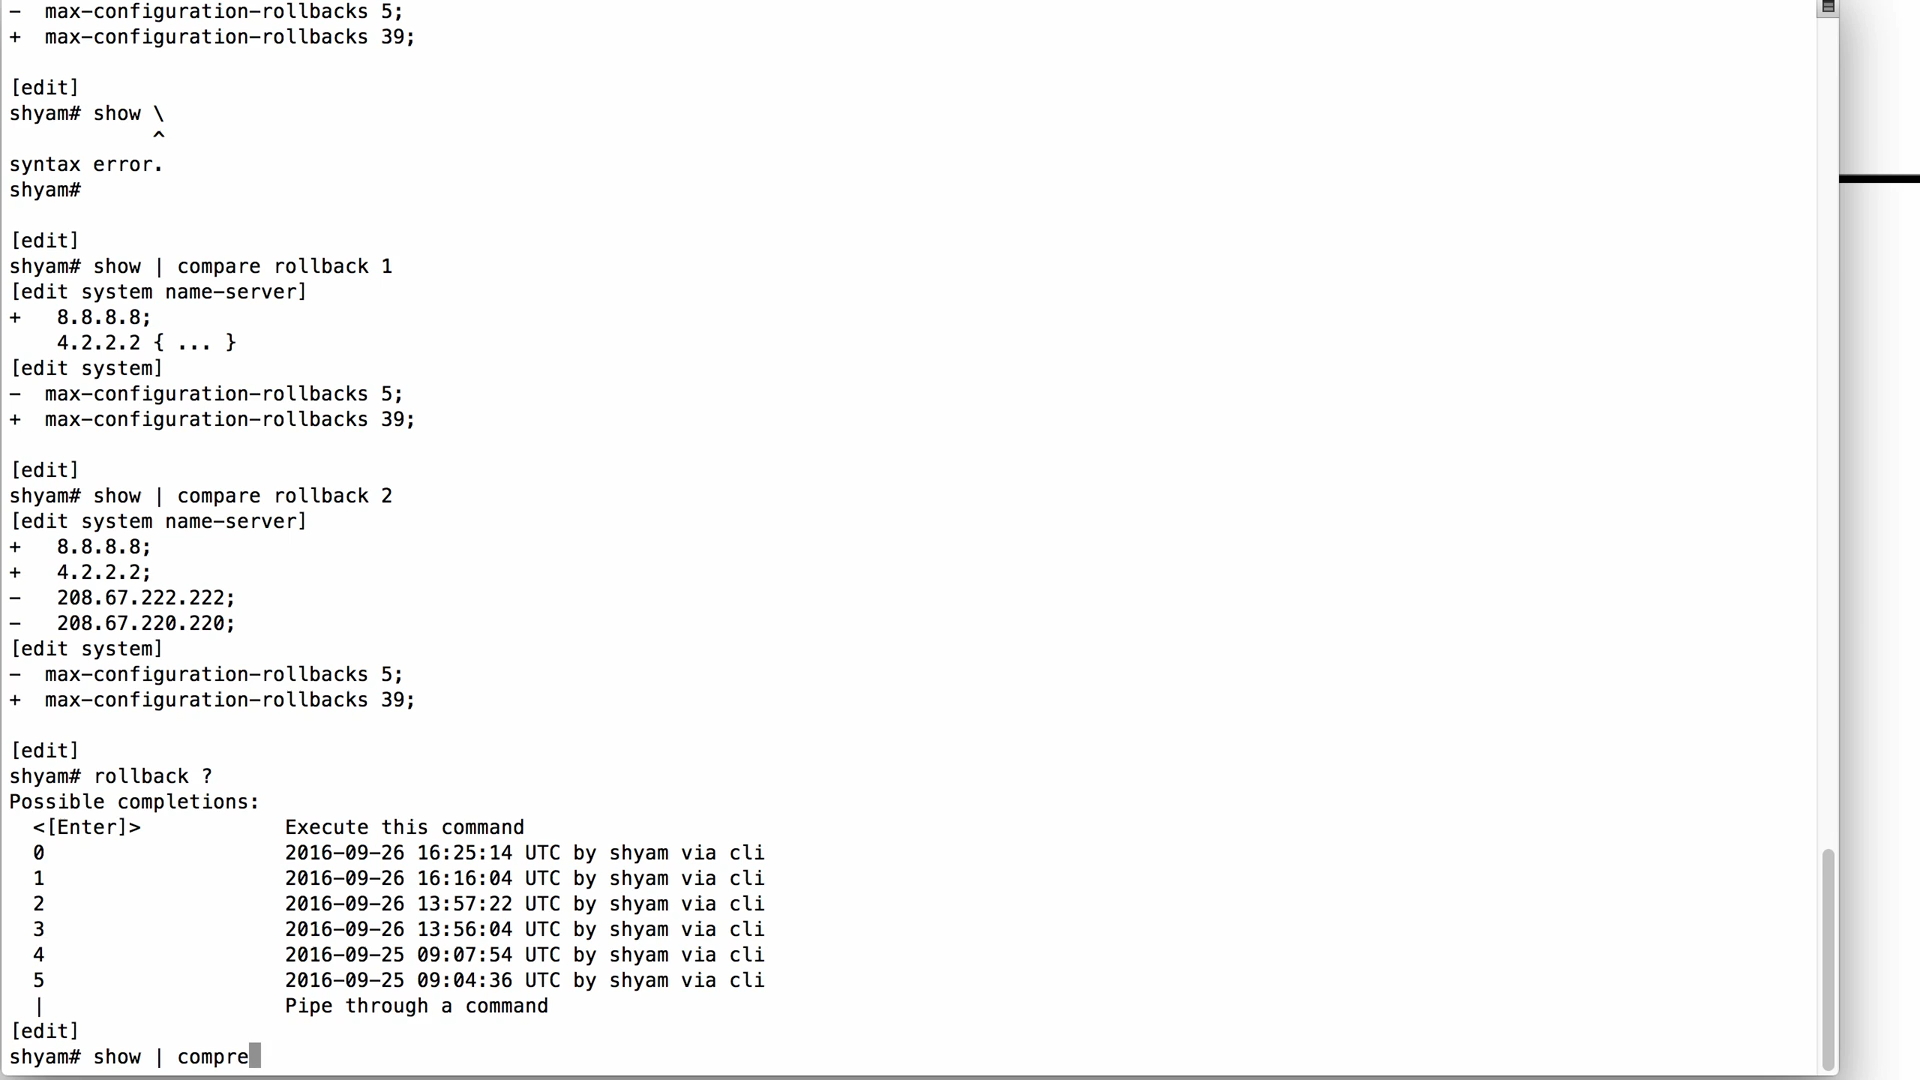 -  max-configuration-rollbacks 5;
+  max-configuration-rollbacks 39;
[edit]
shyam# show \
^
syntax error.
shyam#
[edit]
shyam# show | compare rollback 1
[edit system name-server]
+   8.8.8.8;
    4.2.2.2 { ... }
[edit system]
-  max-configuration-rollbacks 5;
+  max-configuration-rollbacks 39;
[edit]
shyam# show | compare rollback 2
[edit system name-server]
+   8.8.8.8;
+   4.2.2.2;
-   208.67.222.222;
-   208.67.220.220;
[edit system]
-  max-configuration-rollbacks 5;
+  max-configuration-rollbacks 39;
[edit]
shyam# rollback ?
Possible completions:
  <[Enter]>            Execute this command
  0                    2016-09-26 16:25:14 UTC by shyam via cli
  1                    2016-09-26 16:16:04 UTC by shyam via cli
  2                    2016-09-26 13:57:22 UTC by shyam via cli
  3                    2016-09-26 13:56:04 UTC by shyam via cli
  4                    2016-09-25 09:07:54 UTC by shyam via cli
  5                    2016-09-25 09:04:36 UTC by shyam via cli
  |                    Pipe through a command
[edit]
shyam# show | compre